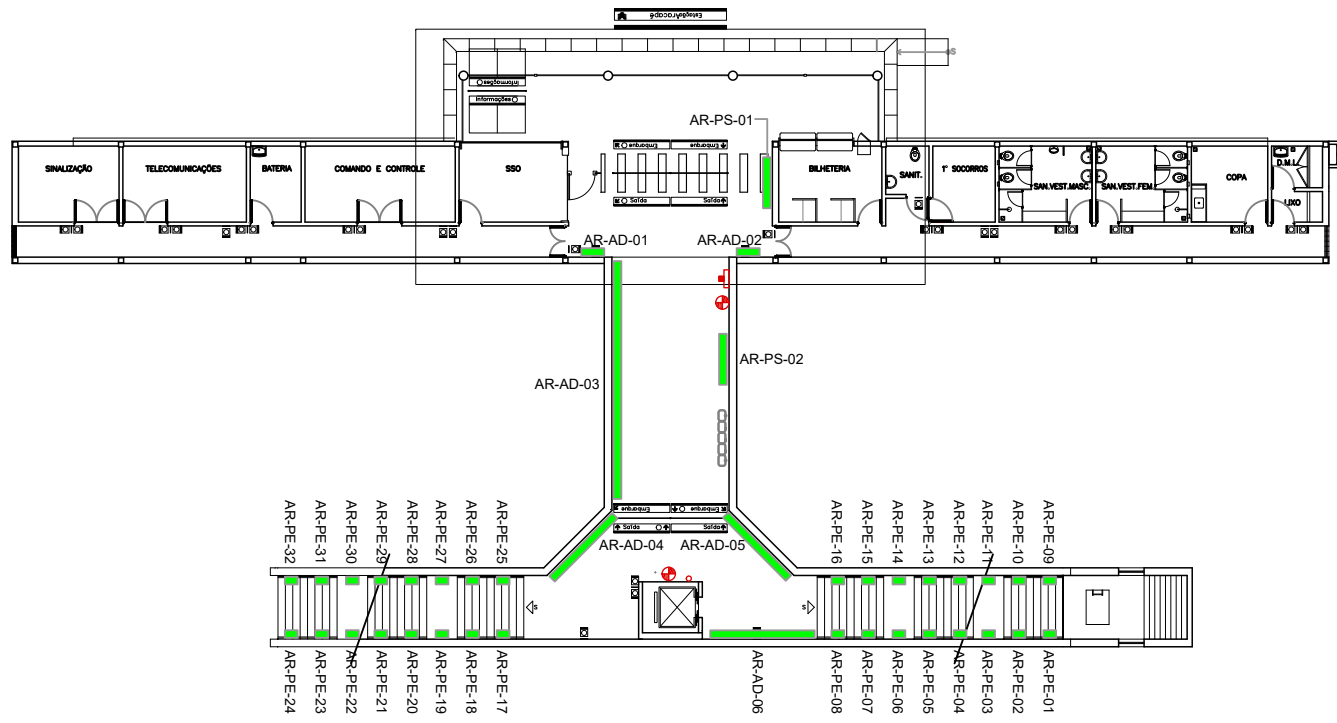 EstaçãoAracapé
S
Informações
Informações
AR-PS-01
Embarque
Embarque
SINALIZAÇÃO
TELECOMUNICAÇÕES
BATERIA
COMANDO E CONTROLE
SSO
BILHETERIA
SANIT.
1° SOCORROS
SAN.VEST.MASC.
SAN.VEST.FEM.
COPA
D.M.L
LIXO
Saída
Saída
AR-AD-01
AR-AD-02
AR-PS-02
AR-AD-03
Embarque
Embarque
Saída
Saída
AR-AD-04
AR-AD-05
AR-PE-32
AR-PE-31
AR-PE-30
AR-PE-29
AR-PE-28
AR-PE-27
AR-PE-26
AR-PE-25
AR-PE-16
AR-PE-15
AR-PE-14
AR-PE-13
AR-PE-12
AR-PE-11
AR-PE-10
AR-PE-09
S
S
AR-PE-24
AR-PE-23
AR-PE-22
AR-PE-21
AR-PE-20
AR-PE-19
AR-PE-18
AR-PE-17
AR-AD-06
AR-PE-08
AR-PE-07
AR-PE-06
AR-PE-05
AR-PE-04
AR-PE-03
AR-PE-02
AR-PE-01